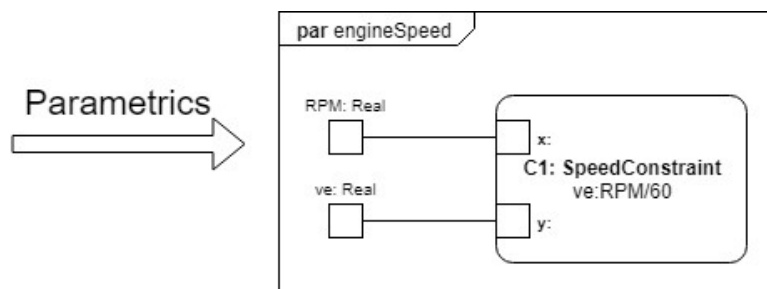 par engineSpeed
Parametrics
RPM: Real
x:
C1: SpeedConstraint
ve:RPM/60
ve: Real
y: